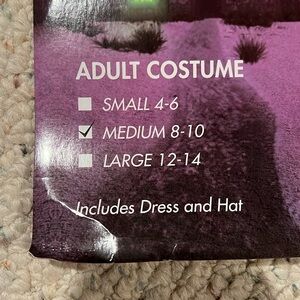 ADULT COSTUME
SMALL 4-6
MEDIUM 8-10
LARGE 12-14
Includes Dress and Hat